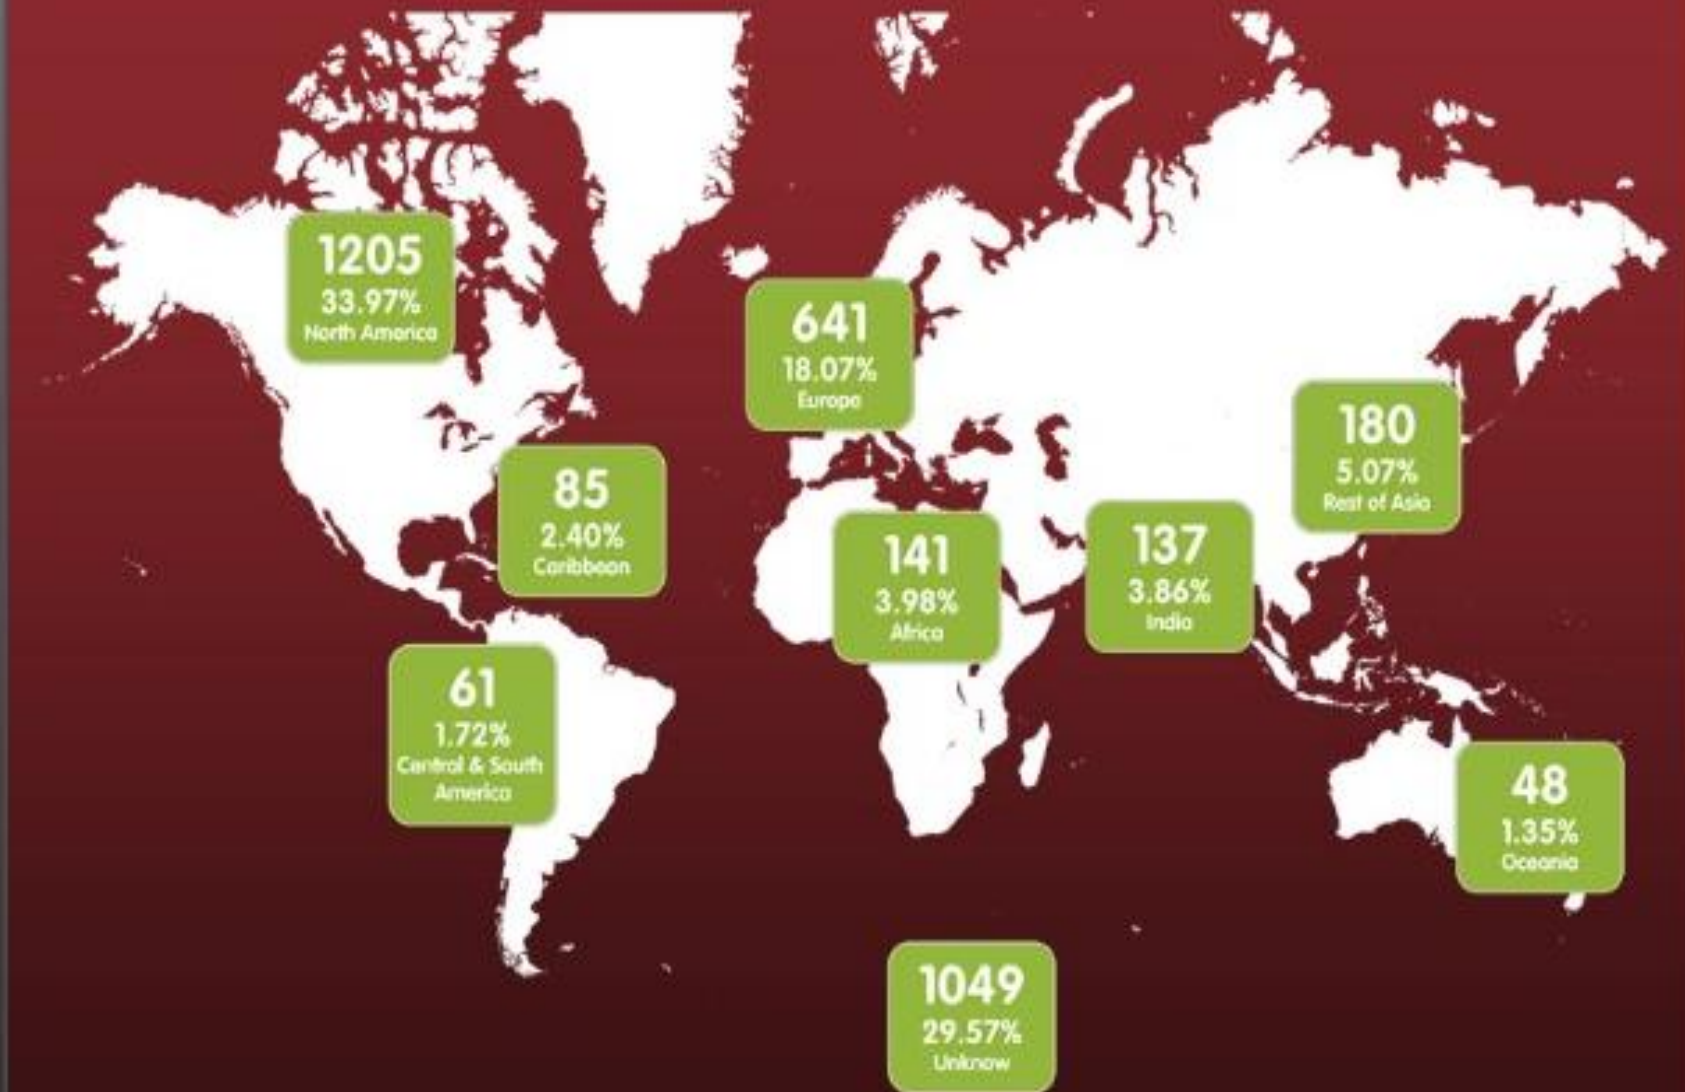 1205
33.97%
North America
641
18.07%
Europe
180
5.07%
Rest of Asia
85
2.40%
Caribbean
141
3.98%
Africa
137
3.86%
India
61
1.72%
Central & South
America
48
1.35%
Oceania
1049
29.57%
Unknow